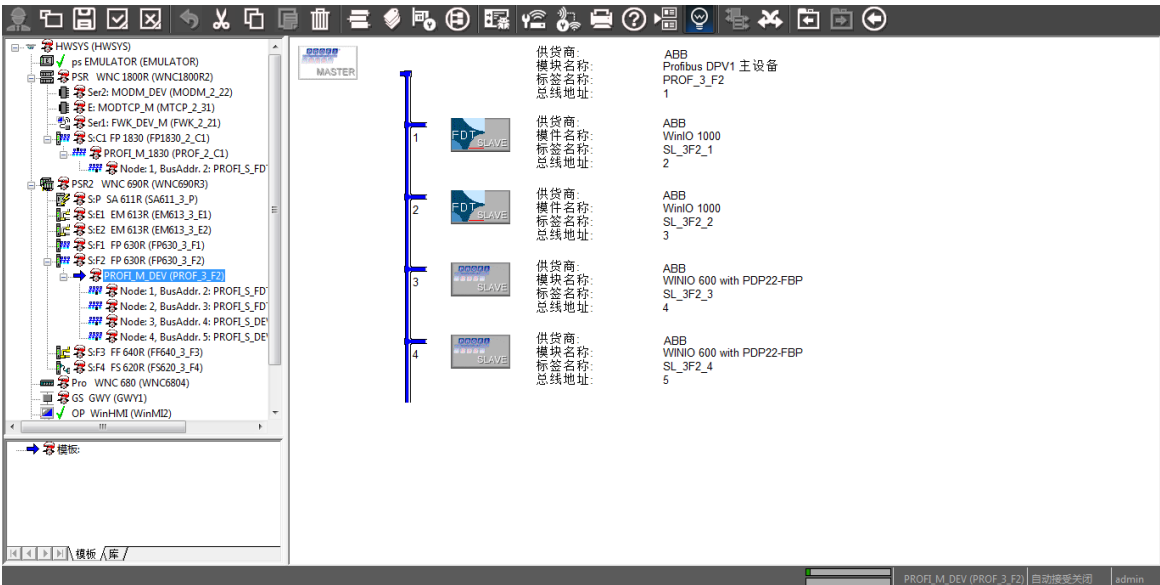 HWSYS (HWSYS)
ps EMULATOR (EMULATOR)
PSR WNC 1800R (WNC1800R2)
Ser2: MODM_DEV (MODM_2_22)
E: MODTCP_M (MTCP_2_31)
Ser1: FWK_DEV_M (FWK_2_21)
S:C1 FP 1830 (FP1830_2_C1)
PROFI_M_1830 (PROF_2_C1)
Node: 1, BusAddr. 2: PROFI_S_FD
PSR2 WNC 690R (WNC690R3)
S:P SA 611R (SA611_3_P)
S:E1 EM 613R (EM613_3_E1)
S:E2 EM 613R (EM613_3_E2)
S:F1 FP 630R (FP630_3_F1)
S:F2 FP 630R (FP630_3_F2)
PROFI_M_DEV (PROF_3_F2)
Node: 1, BusAddr. 2: PROFI_S_FD
Node: 2, BusAddr. 3: PROFI_S_FD
Node: 3, BusAddr. 4: PROFI_S_DE
Node: 4, BusAddr. 5: PROFI_S_DE
S:F3 FF 640R (FF640_3_F3)
S:F4 FS 620R (FS620_3_F4)
Pro WNC 680 (WNC6804)
GS GWY (GWY1)
OP WinHMI (WinMI2)
模板:
模板 库
MASTER
供货商: ABB
模块名称: Profibus DPV1 主设备
标签名称: PROF_3_F2
总线地址: 1
1
FDT SLAVE
供货商: ABB
模件名称: WinIO 1000
标签名称: SL_3F2_1
总线地址: 2
2
FDT SLAVE
供货商: ABB
模件名称: WinIO 1000
标签名称: SL_3F2_2
总线地址: 3
3
SLAVE
供货商: ABB
模块名称: WINIO 600 with PDP22-FBP
标签名称: SL_3F2_3
总线地址: 4
4
SLAVE
供货商: ABB
模块名称: WINIO 600 with PDP22-FBP
标签名称: SL_3F2_4
总线地址: 5
PROFI_M_DEV (PROF_3_F2) 自动接受关闭 admin